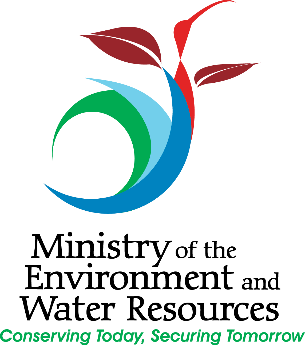 Ministry of the
Environment and
Water Resources
Conserving Today, Securing Tomorrow